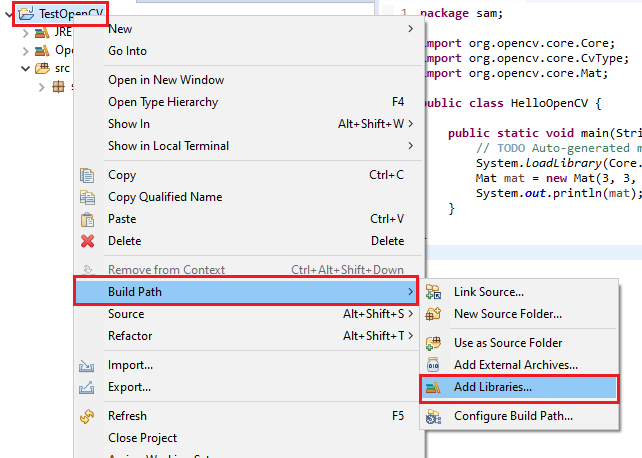 TestOpenCV
JRE
Ope
src
New
Go Into
Open in New Window
Open Type Hierarchy F4
Show In Alt+Shift+W
Show in Local Terminal
Copy Ctrl+C
Copy Qualified Name
Paste Ctrl+V
Delete Delete
Remove from Context Ctrl+Alt+Shift+Down
Build Path
Source Alt+Shift+S
Refactor Alt+Shift+T
Import...
Export...
Refresh F5
Close Project
Link Source...
New Source Folder...
Use as Source Folder
Add External Archives...
Add Libraries...
Configure Build Path...
1 package sam;
import org.opencv.core.Core;
import org.opencv.core.CvType;
import org.opencv.core.Mat;
public class HelloOpenCV {
public static void main(Stri
// TODO Auto-generated m
System.loadLibrary(Core.
Mat mat = new Mat(3, 3,
System.out.println(mat);
}